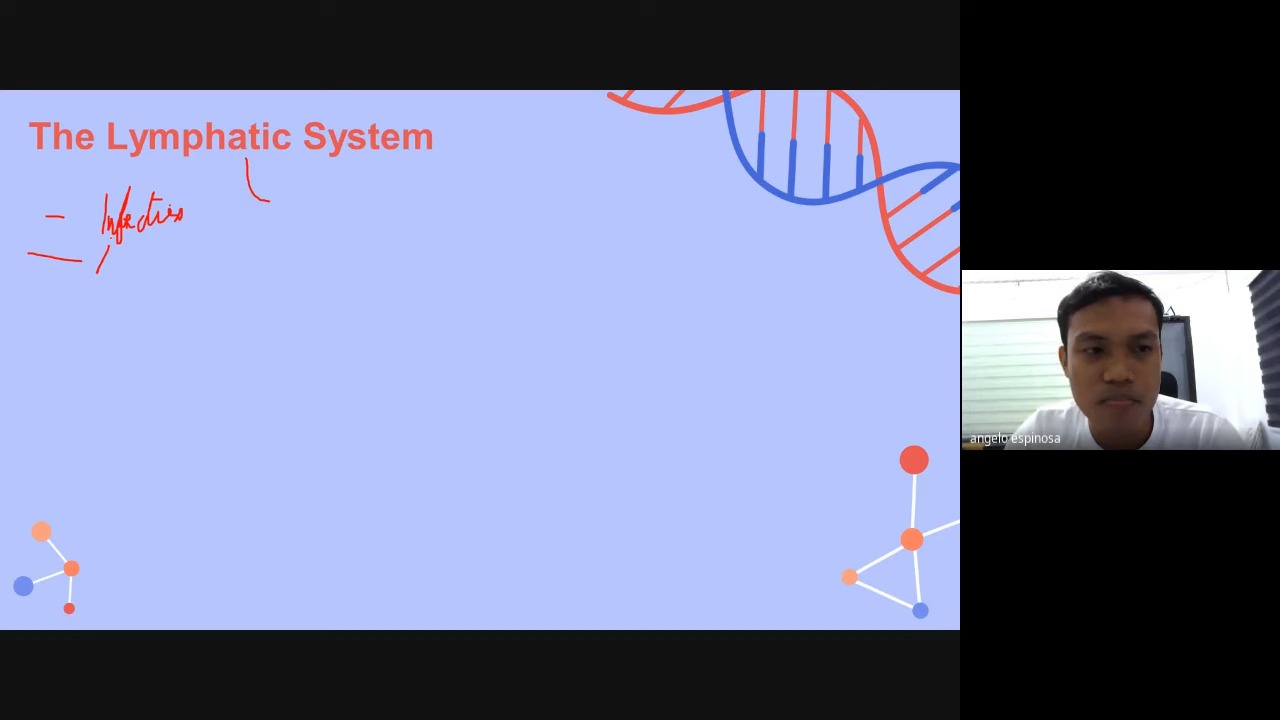 The Lymphatic System
- Infection
angelo espinosa